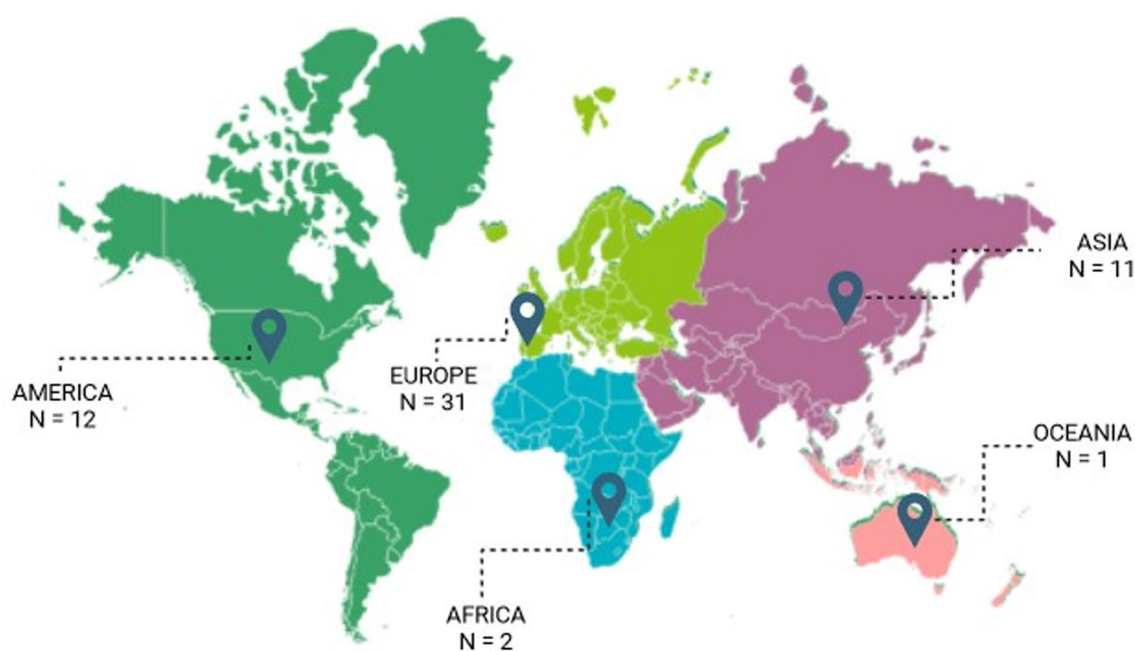 ASIA
N = 11
EUROPE
N = 31
AMERICA
N = 12
OCEANIA
N = 1
AFRICA
N = 2